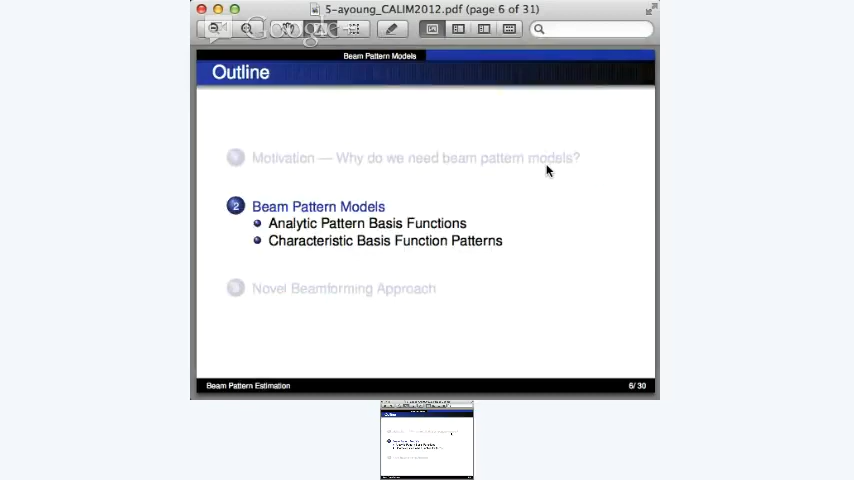 5-ayoung_CALIM2012.pdf (page 6 of 31)
Google+
Beam Pattern Models
Outline
Motivation — Why do we need beam pattern models?
2 Beam Pattern Models
Analytic Pattern Basis Functions
Characteristic Basis Function Patterns
Novel Beamforming Approach
Beam Pattern Estimation
6/ 30
Outline